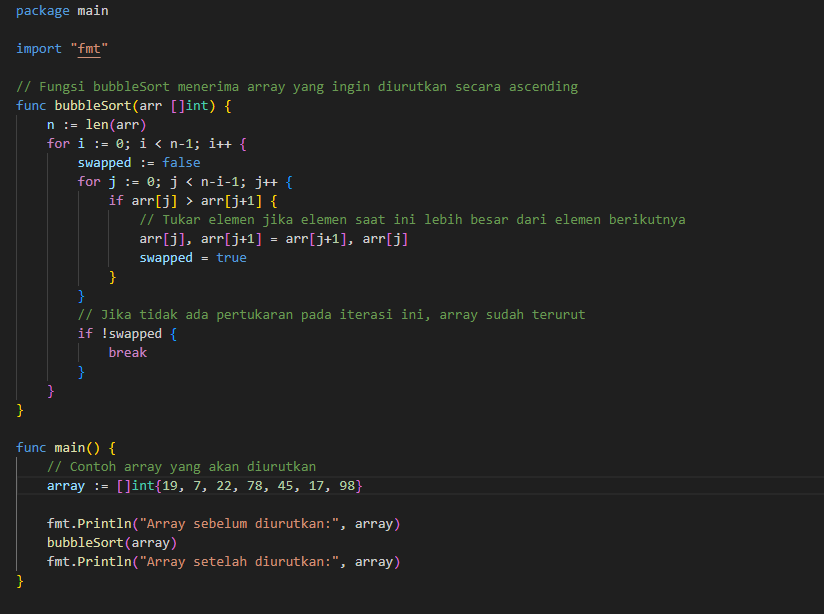 package main
import "fmt"
// Fungsi bubbleSort menerima array yang ingin diurutkan secara ascending
func bubbleSort(arr []int) {
    n := len(arr)
    for i := 0; i < n-1; i++ {
        swapped := false
        for j := 0; j < n-i-1; j++ {
            if arr[j] > arr[j+1] {
                // Tukar elemen jika elemen saat ini lebih besar dari elemen berikutnya
                arr[j], arr[j+1] = arr[j+1], arr[j]
                swapped = true
            }
        }
        // Jika tidak ada pertukaran pada iterasi ini, array sudah terurut
        if !swapped {
            break
        }
    }
}
func main() {
    // Contoh array yang akan diurutkan
    array := []int{19, 7, 22, 78, 45, 17, 98}
    fmt.Println("Array sebelum diurutkan:", array)
    bubbleSort(array)
    fmt.Println("Array setelah diurutkan:", array)
}